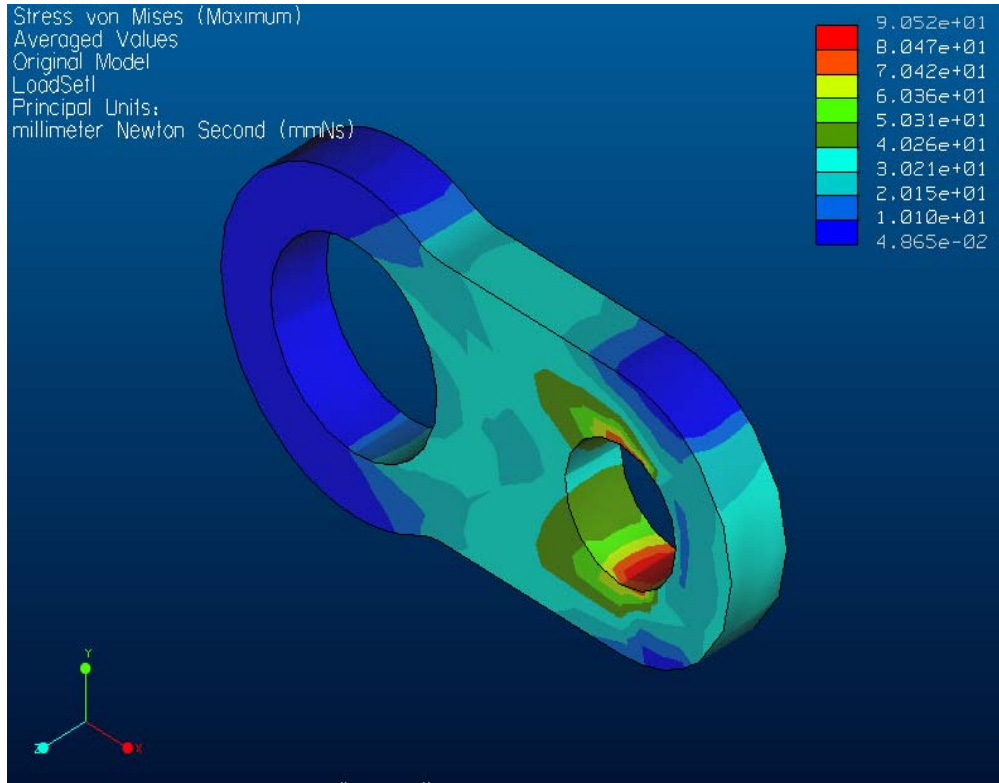 Stress von Mises (Maximum)
Averaged Values
Original Model
LoadSet1
Principal Units:
millimeter Newton Second (mmNs)
9.052e+01
8.047e+01
7.042e+01
6.036e+01
5.031e+01
4.026e+01
3.021e+01
2.015e+01
1.010e+01
4.865e-02
Y
Z
X